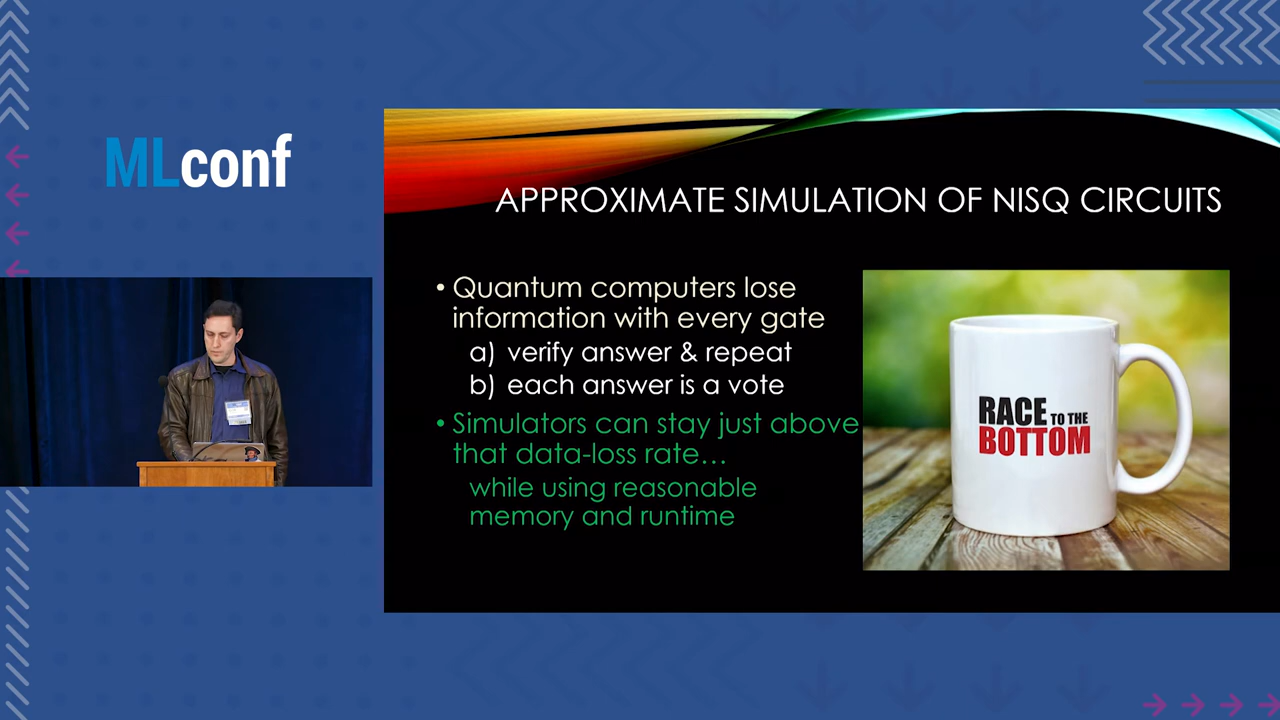 MLconf
APPROXIMATE SIMULATION OF NISQ CIRCUITS
• Quantum computers lose
information with every gate
a) verify answer & repeat
b) each answer is a vote
• Simulators can stay just above
that data-loss rate…
while using reasonable
memory and runtime
RACE TO THE
BOTTOM